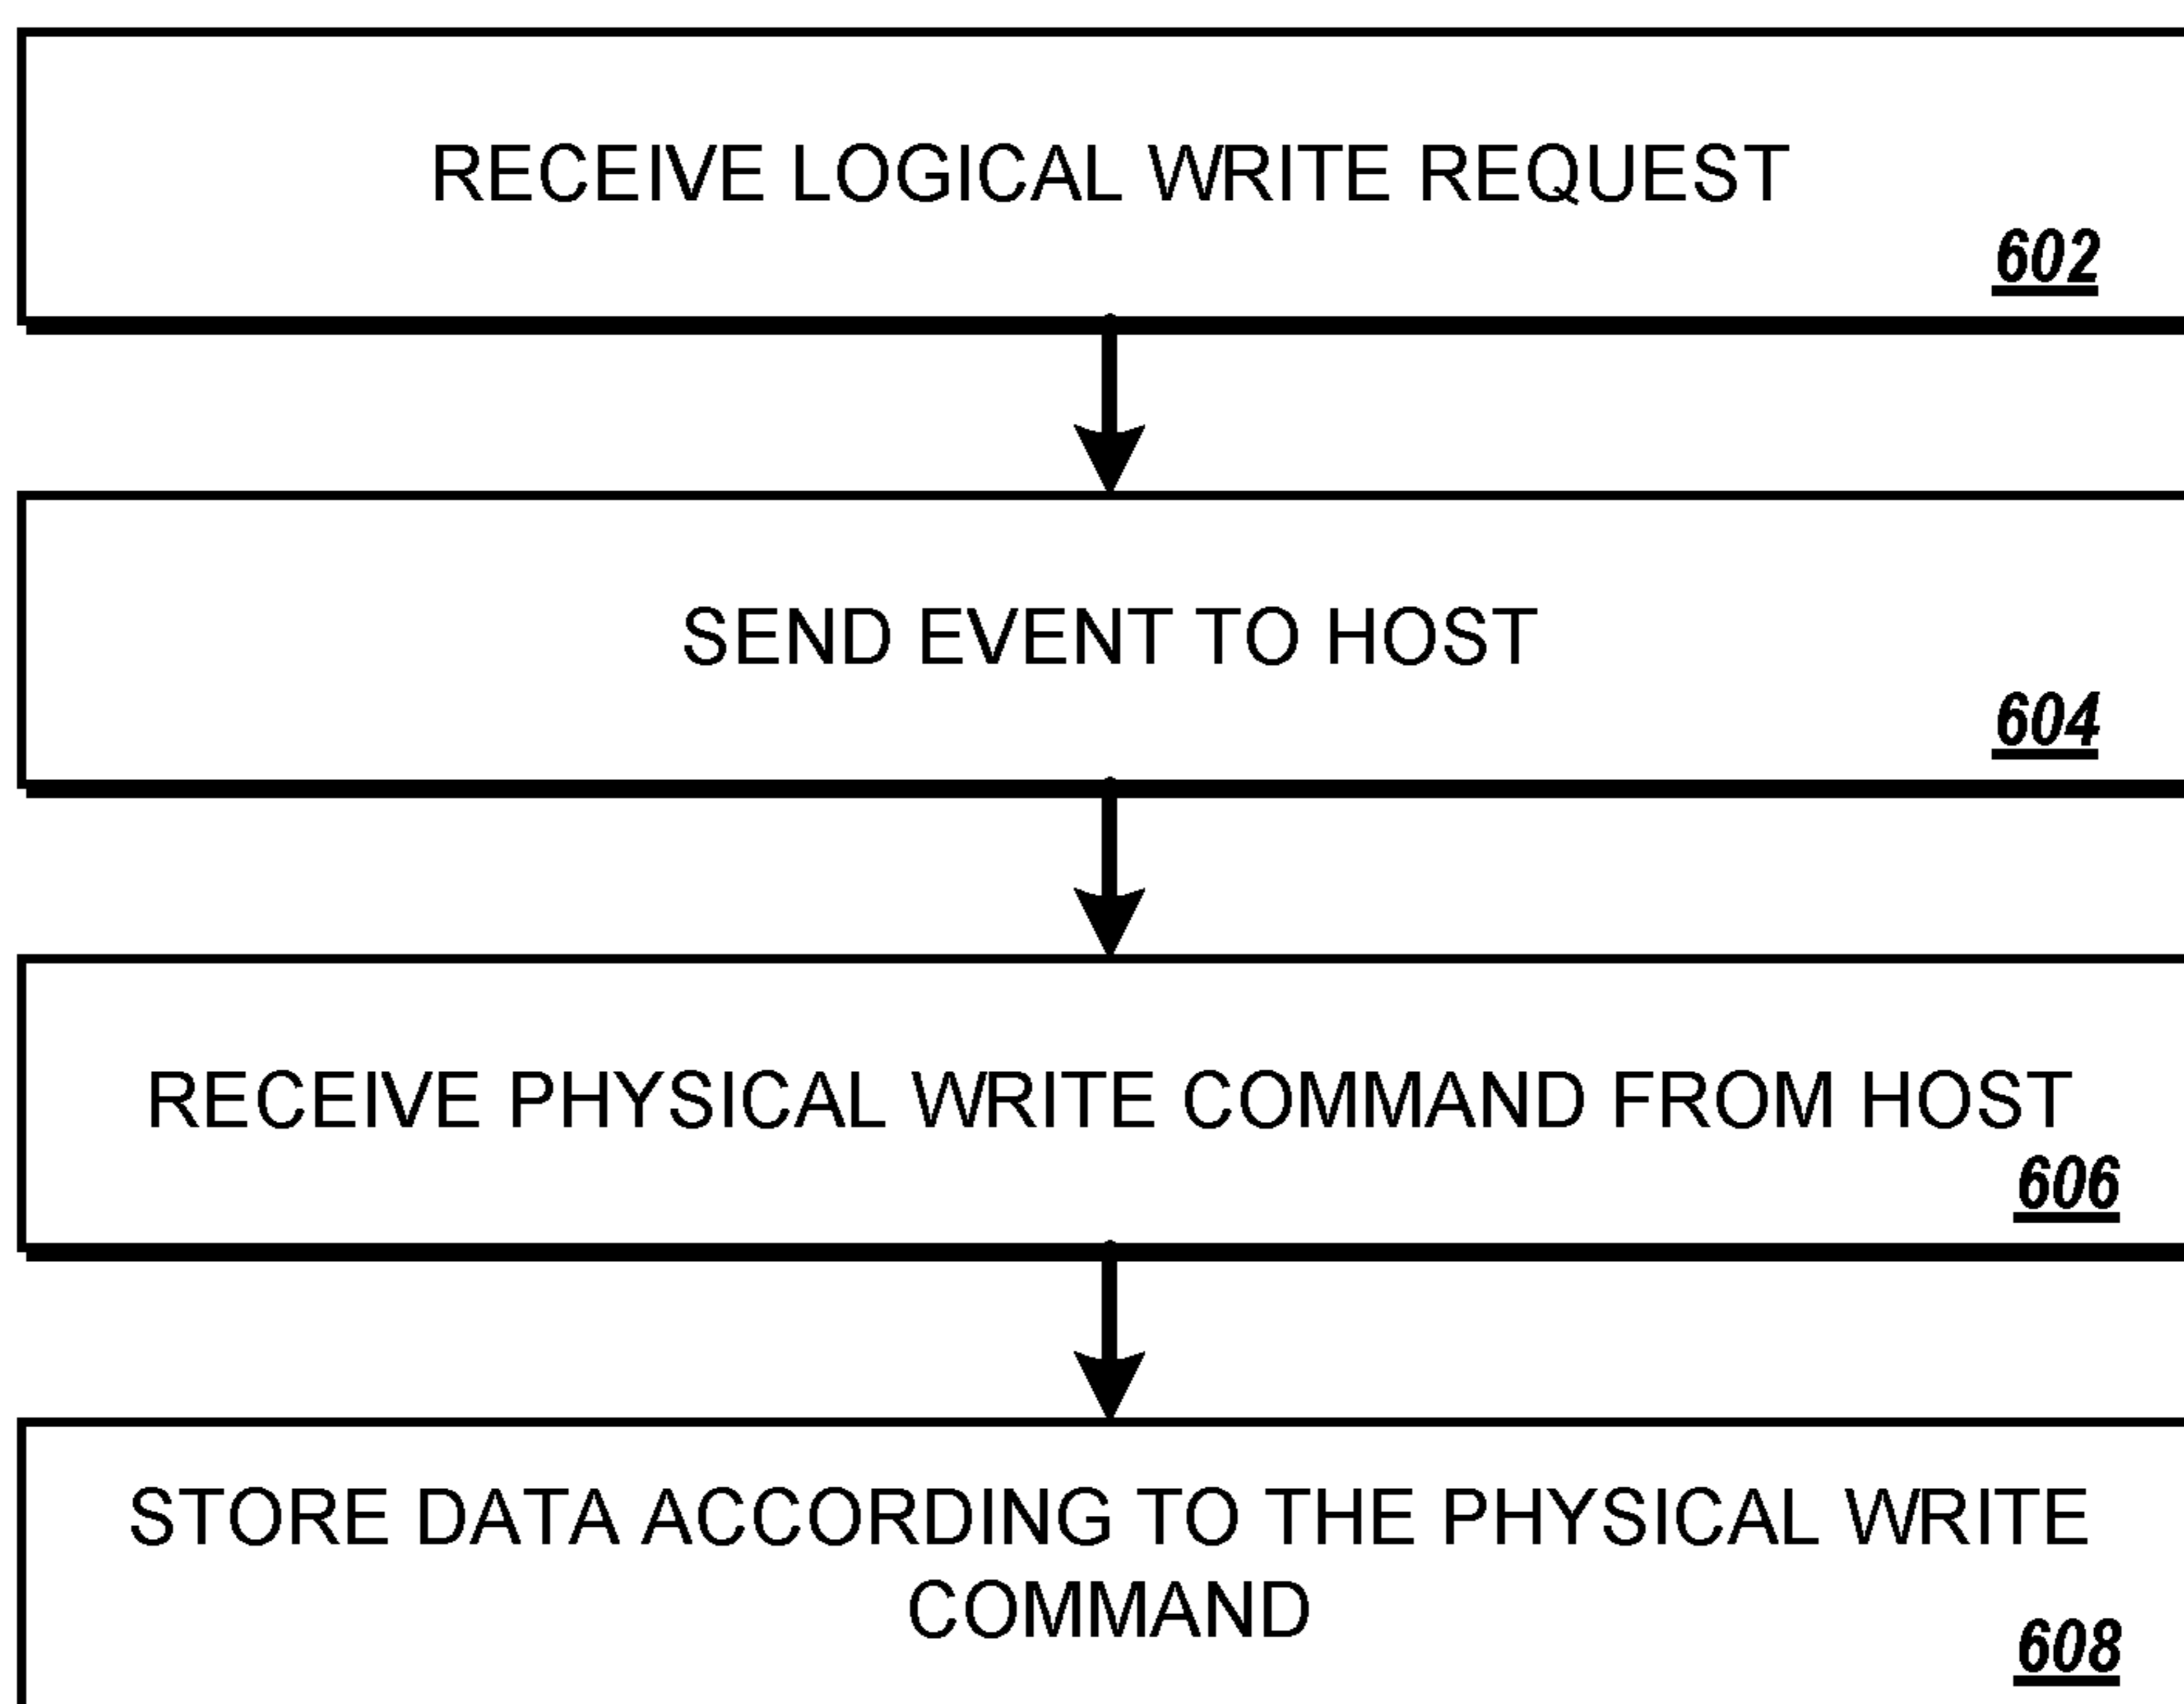 RECEIVE LOGICAL WRITE REQUEST
602
SEND EVENT TO HOST
604
RECEIVE PHYSICAL WRITE COMMAND FROM HOST
606
STORE DATA ACCORDING TO THE PHYSICAL WRITE
COMMAND
608